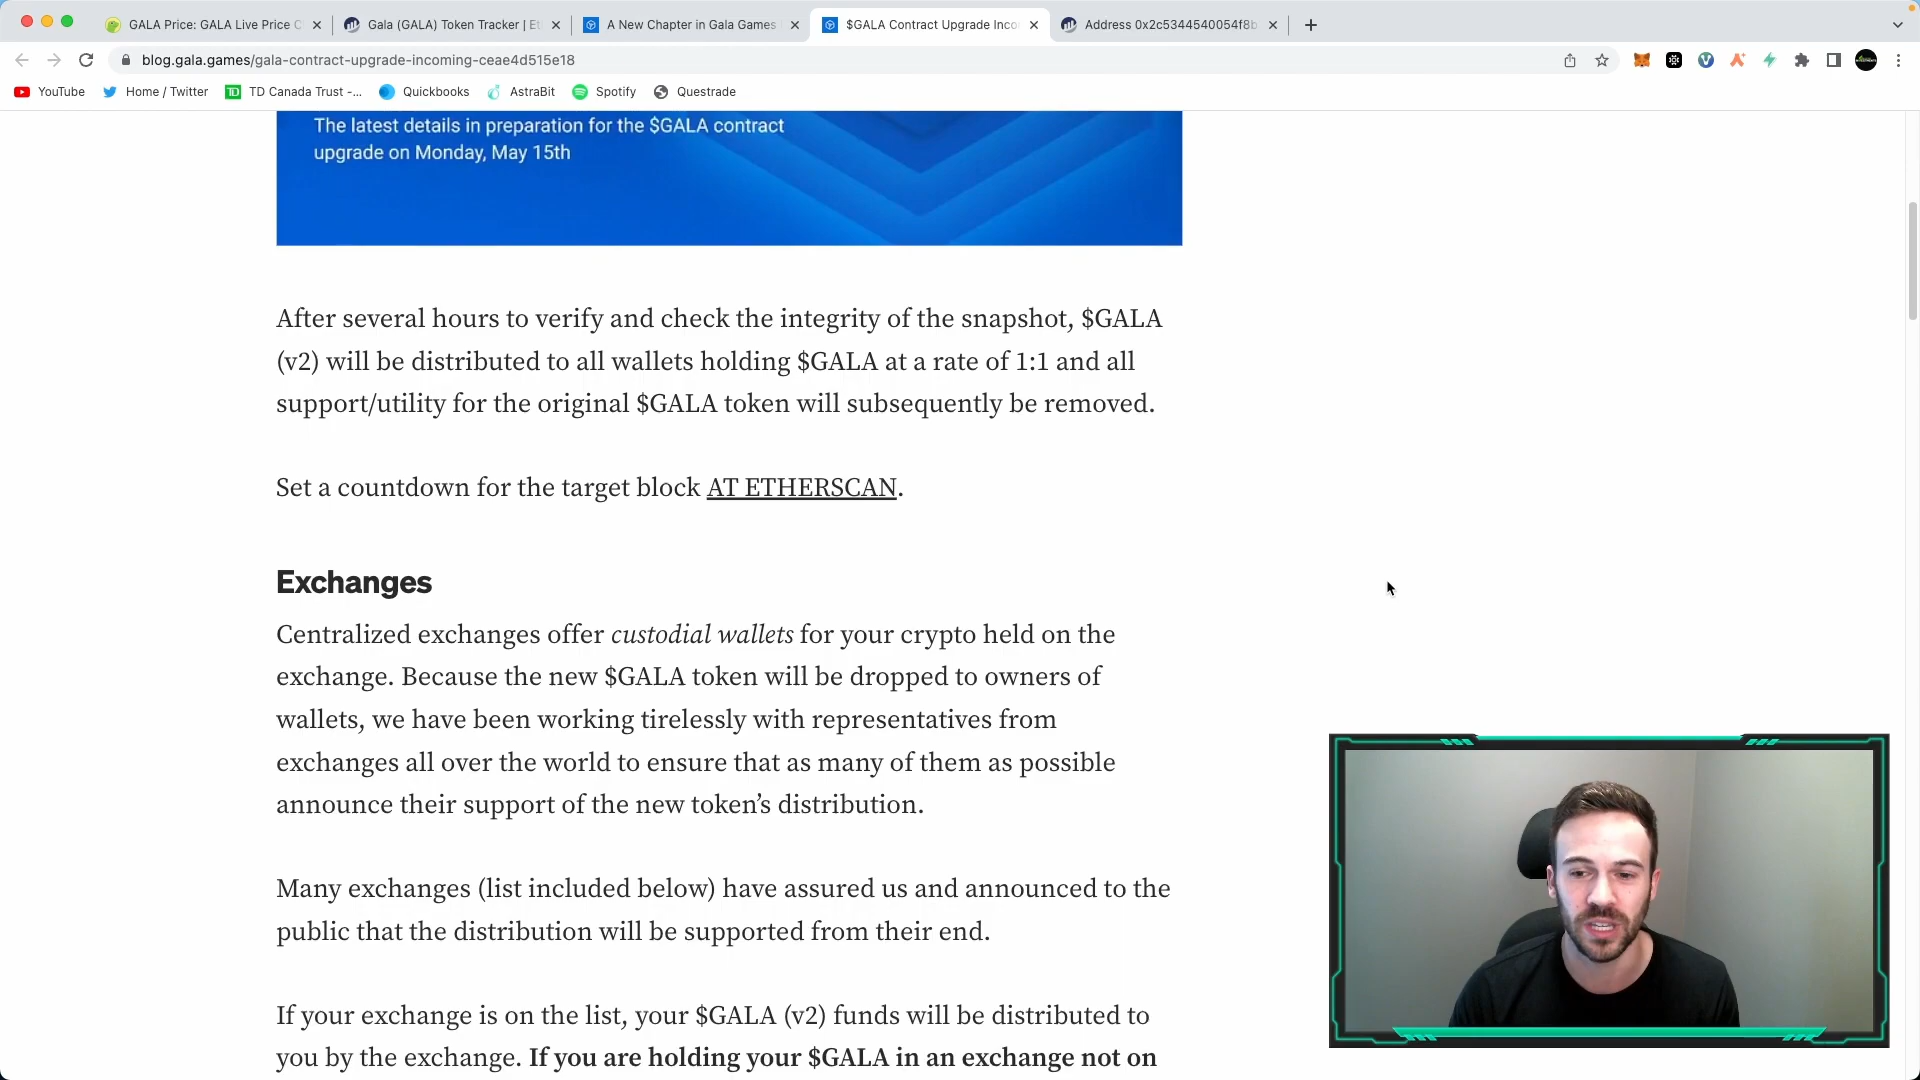 GALA Price: GALA Live Price C
Gala (GALA) Token Tracker | Et
A New Chapter in Gala Games
$GALA Contract Upgrade Inco
Address 0x2c5344540054f8b
blog.gala.games/gala-contract-upgrade-incoming-ceae4d515e18
YouTube
Home / Twitter
TD Canada Trust -...
Quickbooks
AstraBit
Spotify
Questrade
The latest details in preparation for the $GALA contract
upgrade on Monday, May 15th
After several hours to verify and check the integrity of the snapshot, $GALA
(v2) will be distributed to all wallets holding $GALA at a rate of 1:1 and all
support/utility for the original $GALA token will subsequently be removed.
Set a countdown for the target block AT ETHERSCAN.
Exchanges
Centralized exchanges offer custodial wallets for your crypto held on the
exchange. Because the new $GALA token will be dropped to owners of
wallets, we have been working tirelessly with representatives from
exchanges all over the world to ensure that as many of them as possible
announce their support of the new token’s distribution.
Many exchanges (list included below) have assured us and announced to the
public that the distribution will be supported from their end.
If your exchange is on the list, your $GALA (v2) funds will be distributed to
you by the exchange. If you are holding your $GALA in an exchange not on